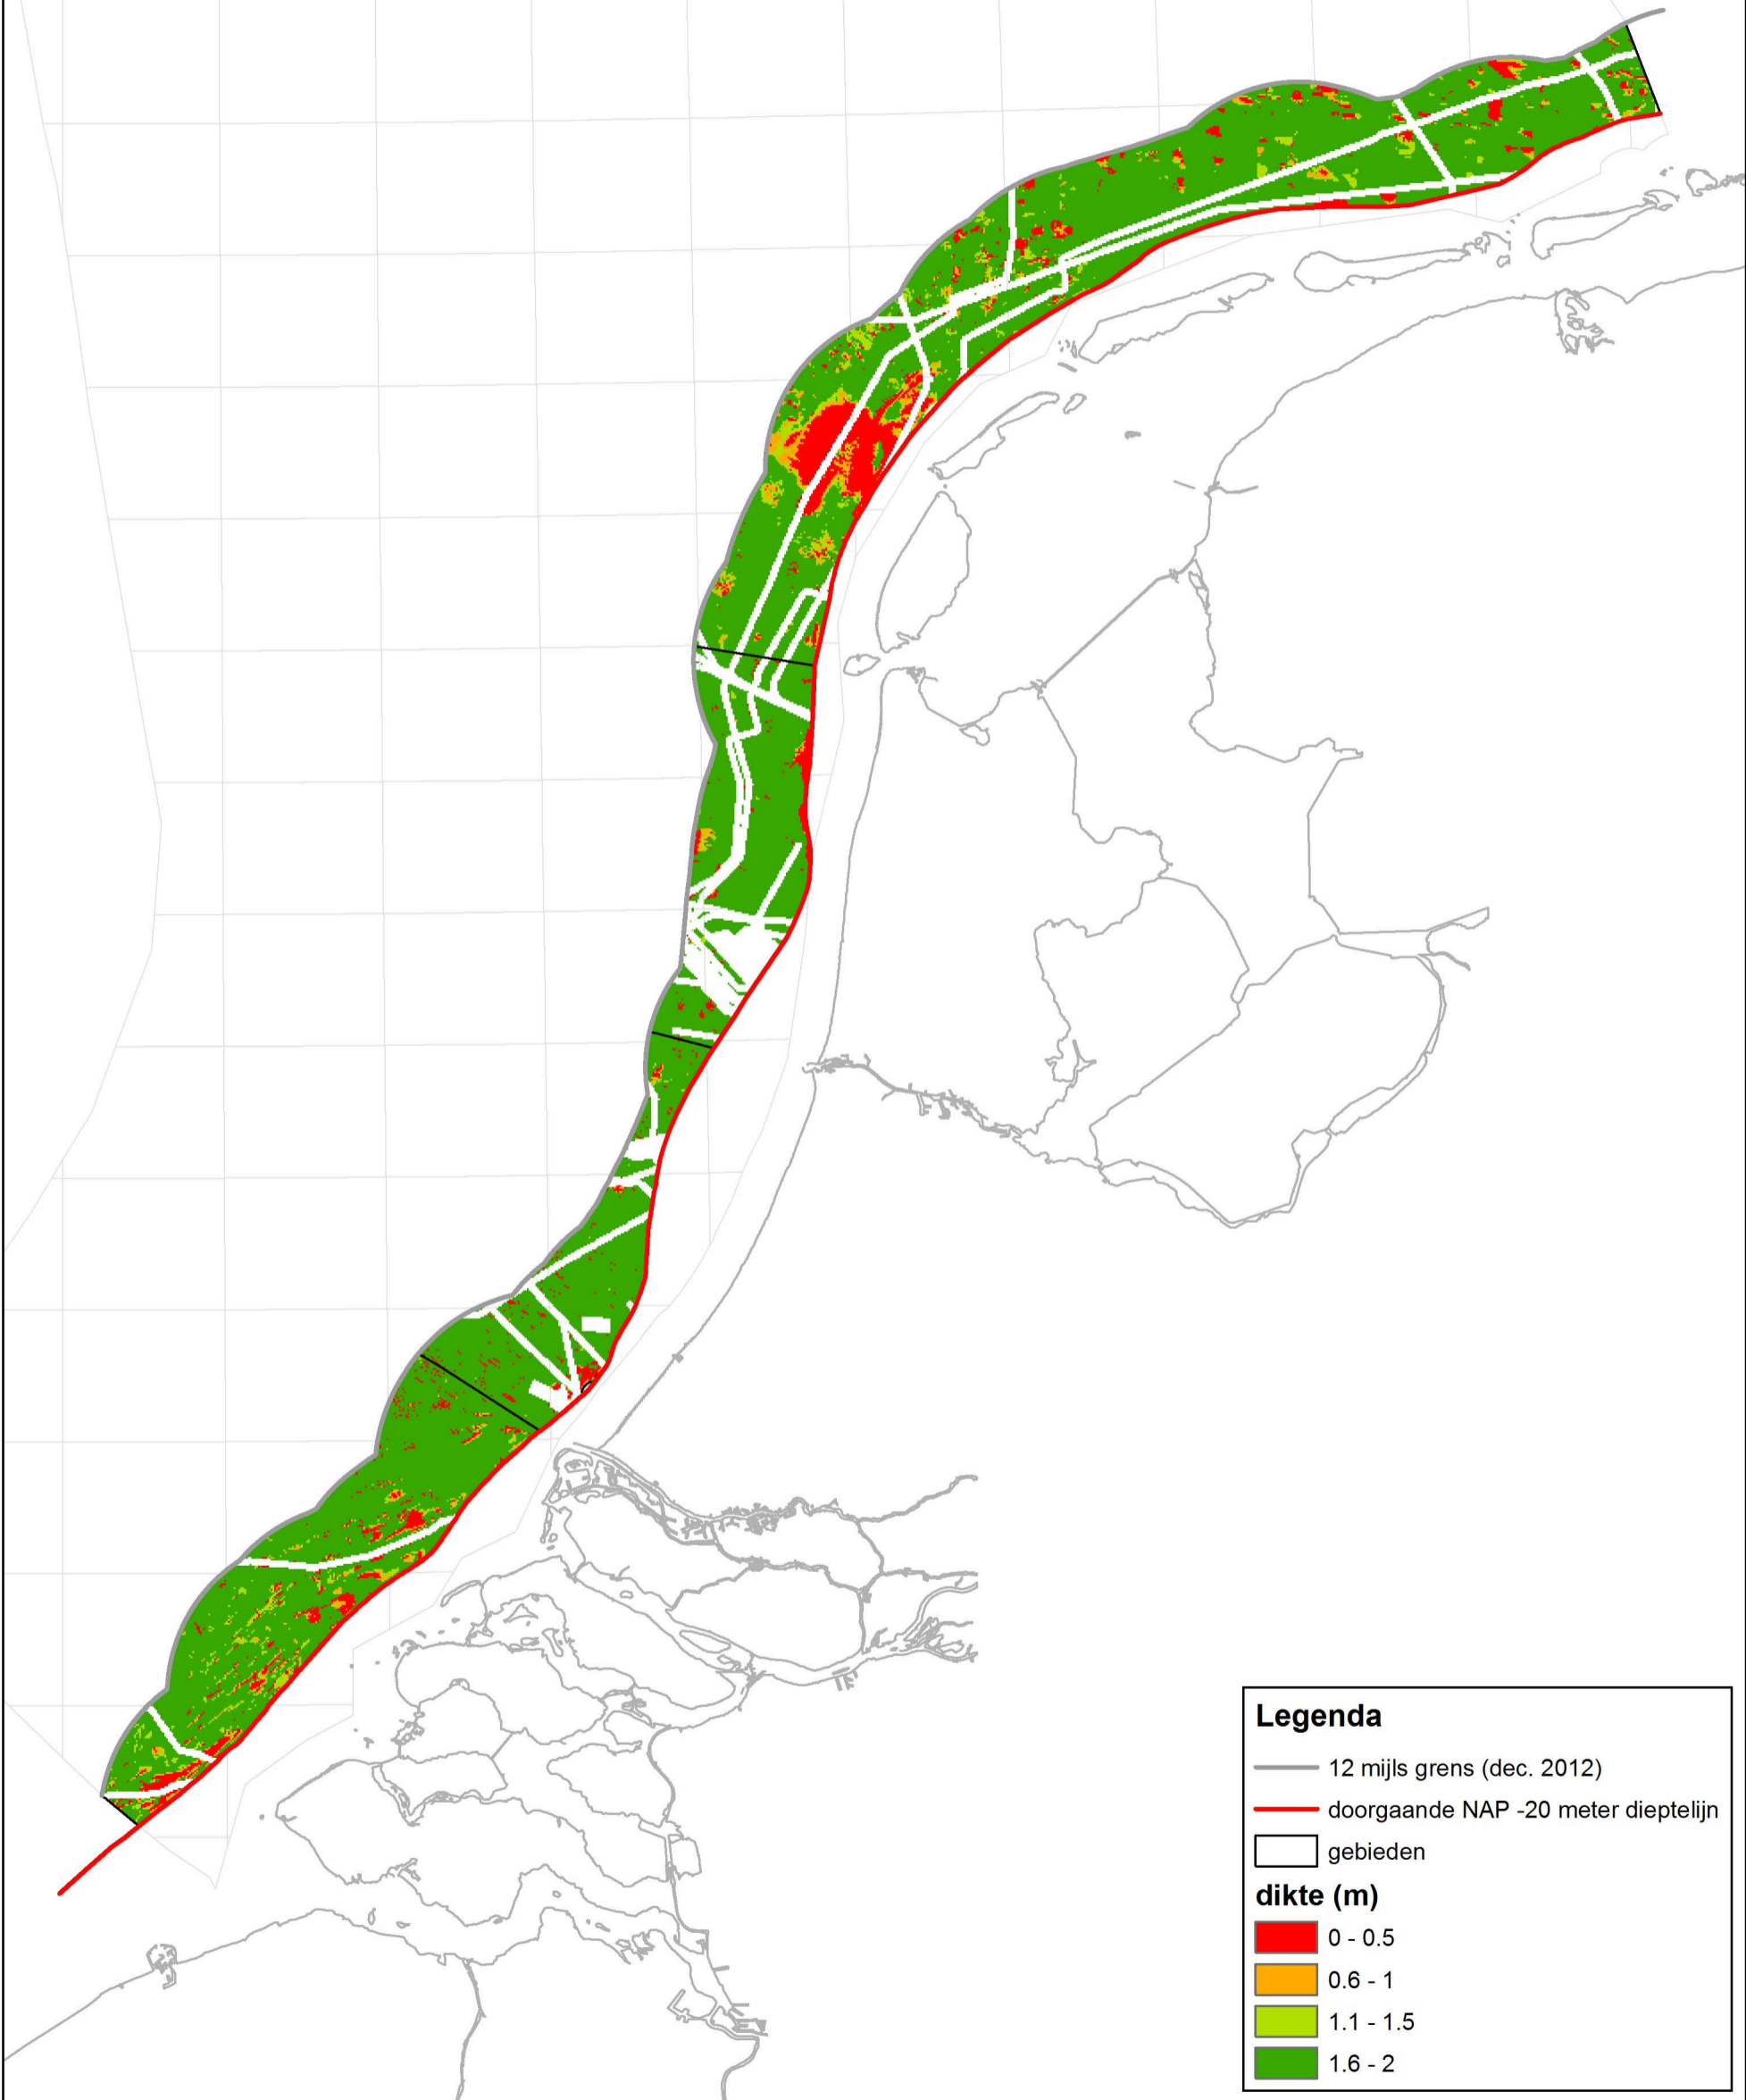 Legenda
12 mijls grens (dec. 2012)
doorgaande NAP -20 meter dieptelijn
gebieden
dikte (m)
0 - 0.5
0.6 - 1
1.1 - 1.5
1.6 - 2